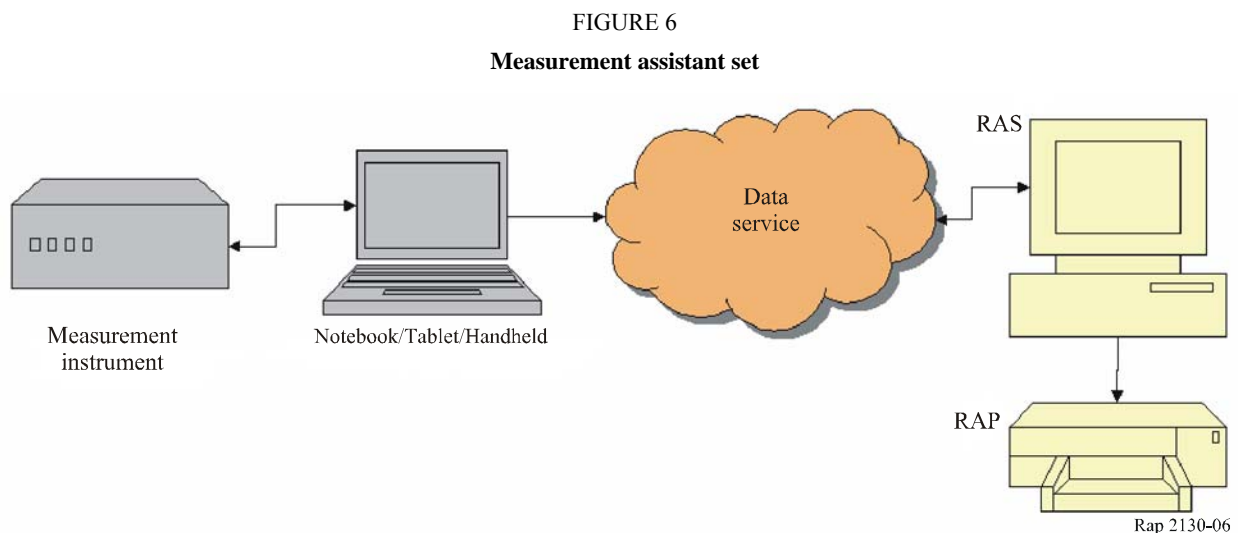 FIGURE 6
Measurement assistant set
RAS
Data
service
Measurement
instrument
Notebook/Tablet/Handheld
RAP
Rap 2130-06